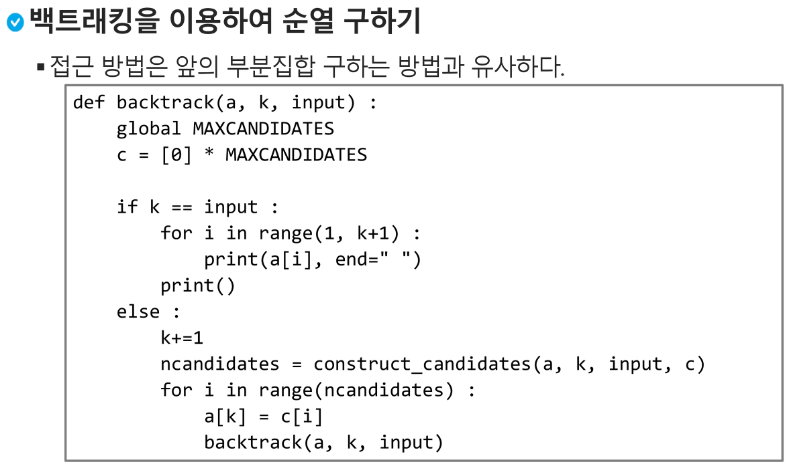 백트래킹을 이용하여 순열 구하기
▪ 접근 방법은 앞의 부분집합 구하는 방법과 유사하다.
def backtrack(a, k, input) :
    global MAXCANDIDATES
    c = [0] * MAXCANDIDATES

    if k == input :
        for i in range(1, k+1) :
            print(a[i], end=" ")
        print()
    else :
        k+=1
        ncandidates = construct_candidates(a, k, input, c)
        for i in range(ncandidates) :
            a[k] = c[i]
            backtrack(a, k, input)